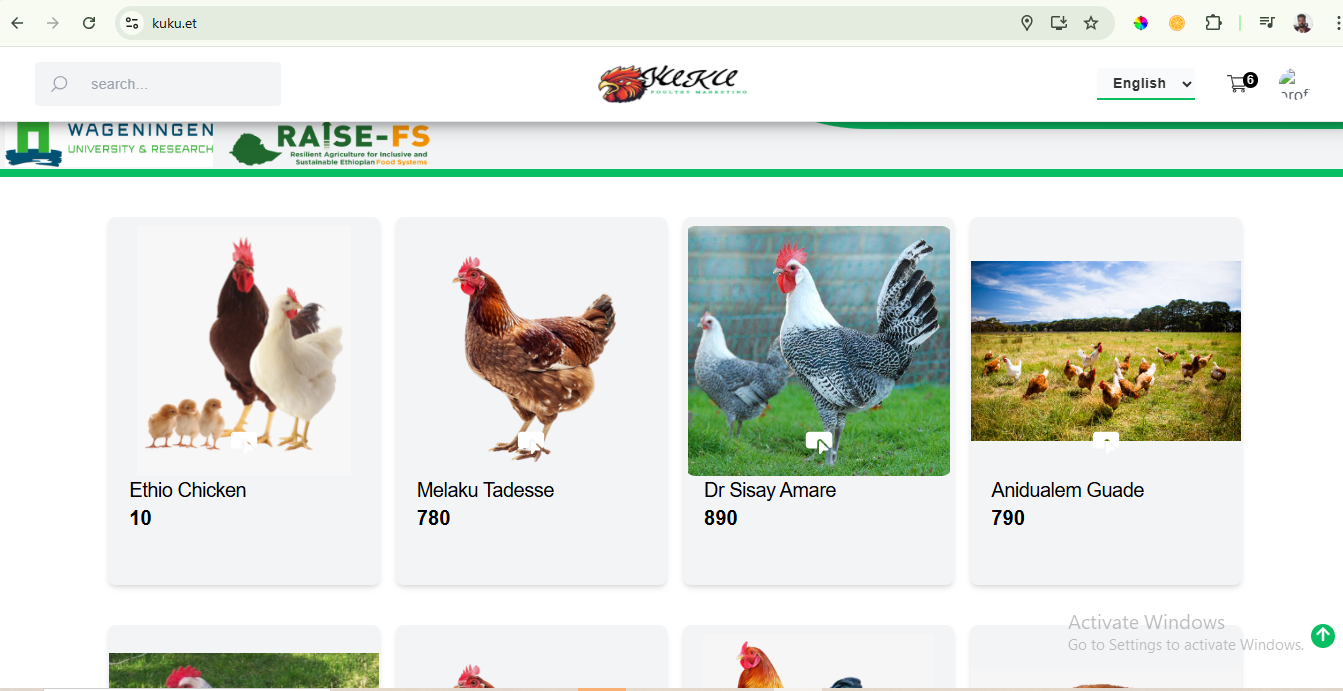 kuku.et
search...
KUKU
POULTRY MARKETING
English
6
prof
WAGENINGEN
UNIVERSITY & RESEARCH
RAISE-FS
Resilient Agriculture for Inclusive and
Sustainable Ethiopian Food Systems
Ethio Chicken
10
Melaku Tadesse
780
Dr Sisay Amare
890
Anidualem Guade
790
Activate Windows
Go to Settings to activate Windows.